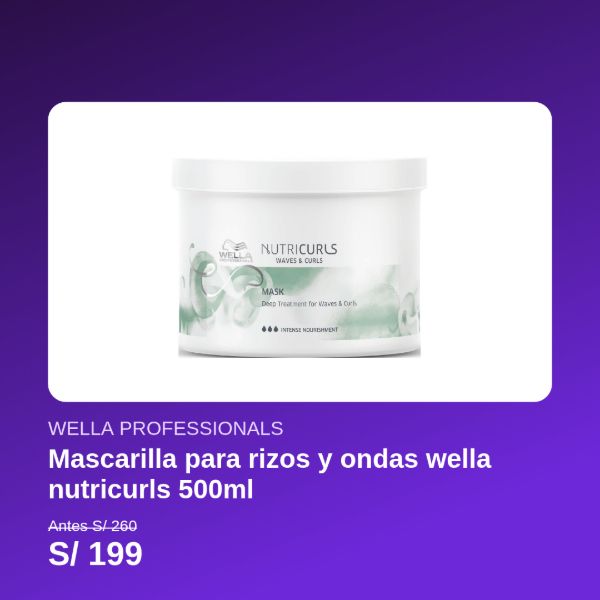 WELLA
PROFESSIONALS
NUTRICURLS
WAVES & CURLS
MASK
Deep Treatment for Waves & Curls
INTENSE NOURISHMENT
WELLA PROFESSIONALS
Mascarilla para rizos y ondas wella
nutricurls 500ml
Antes S/ 260
S/ 199